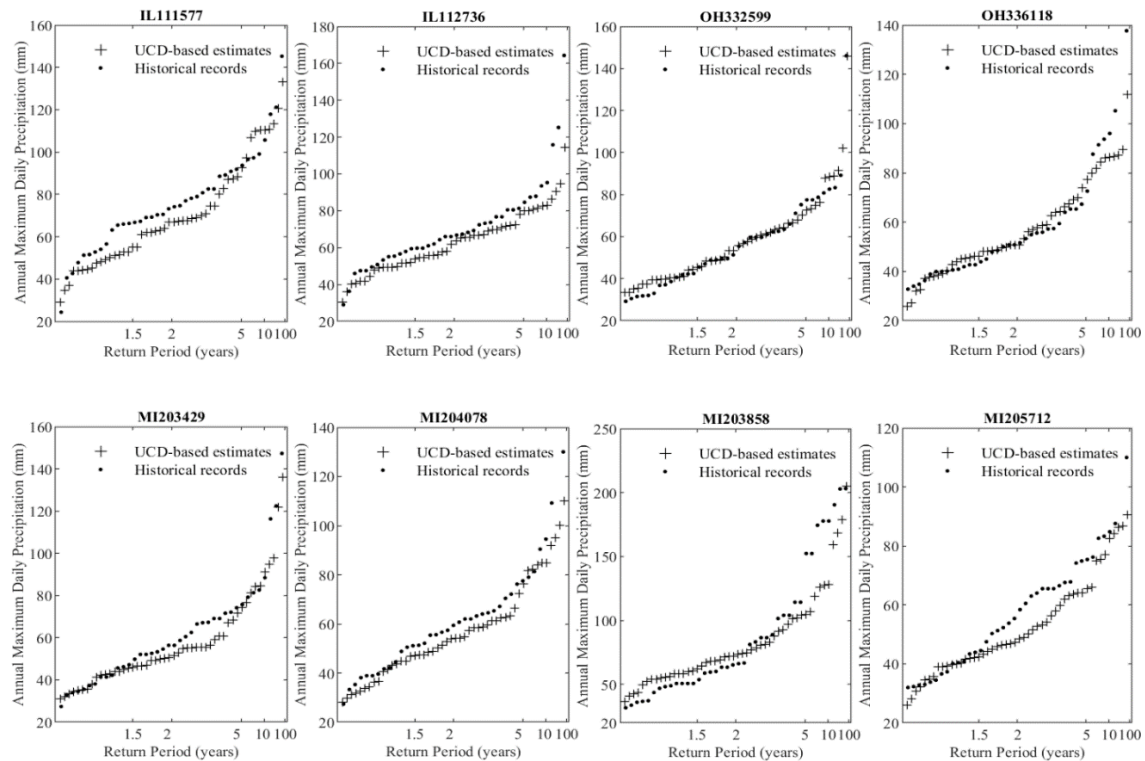 IL111577
IL112736
OH332599
OH336118
160
140
120
100
80
60
40
20
Annual Maximum Daily Precipitation (mm)
UCD-based estimates
Historical records
1.5 2 5 10 100
Return Period (years)
180
160
140
120
100
80
60
40
20
Annual Maximum Daily Precipitation (mm)
UCD-based estimates
Historical records
1.5 2 5 10 100
Return Period (years)
160
140
120
100
80
60
40
20
Annual Maximum Daily Precipitation (mm)
UCD-based estimates
Historical records
1.5 2 5 10 100
Return Period (years)
140
120
100
80
60
40
20
Annual Maximum Daily Precipitation (mm)
UCD-based estimates
Historical records
1.5 2 5 10 100
Return Period (years)
MI203429
MI204078
MI203858
MI205712
160
140
120
100
80
60
40
20
Annual Maximum Daily Precipitation (mm)
UCD-based estimates
Historical records
1.5 2 5 10 100
Return Period (years)
140
120
100
80
60
40
20
Annual Maximum Daily Precipitation (mm)
UCD-based estimates
Historical records
1.5 2 5 10 100
Return Period (years)
250
200
150
100
50
20
Annual Maximum Daily Precipitation (mm)
UCD-based estimates
Historical records
1.5 2 5 10 100
Return Period (years)
120
100
80
60
40
20
Annual Maximum Daily Precipitation (mm)
UCD-based estimates
Historical records
1.5 2 5 10 100
Return Period (years)